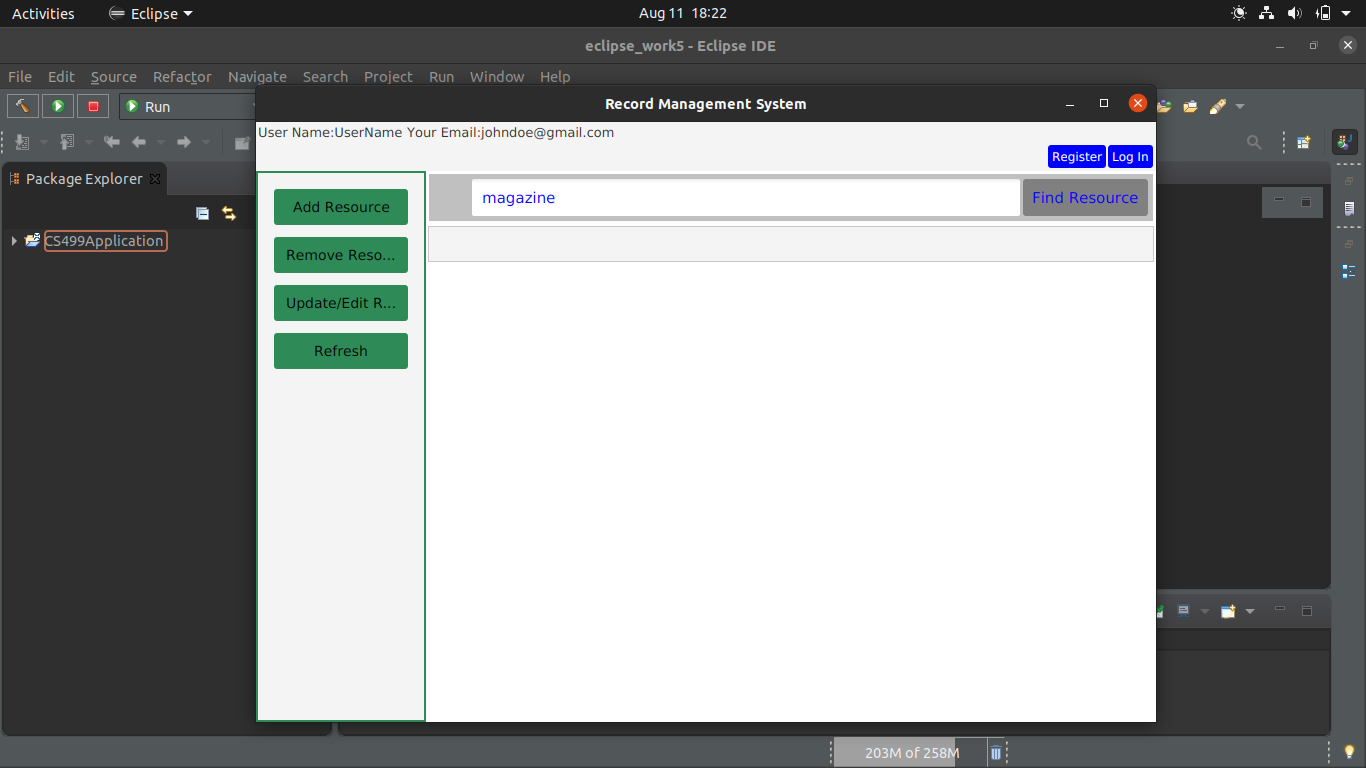 Activities Eclipse Aug 11 18:22
eclipse_work5 - Eclipse IDE
File Edit Source Refactor Navigate Search Project Run Window Help
Run
Record Management System
User Name:UserName Your Email:johndoe@gmail.com
Register Log In
Package Explorer
CS499Application
Add Resource
Remove Reso...
Update/Edit R...
Refresh
magazine
Find Resource
203M of 258M